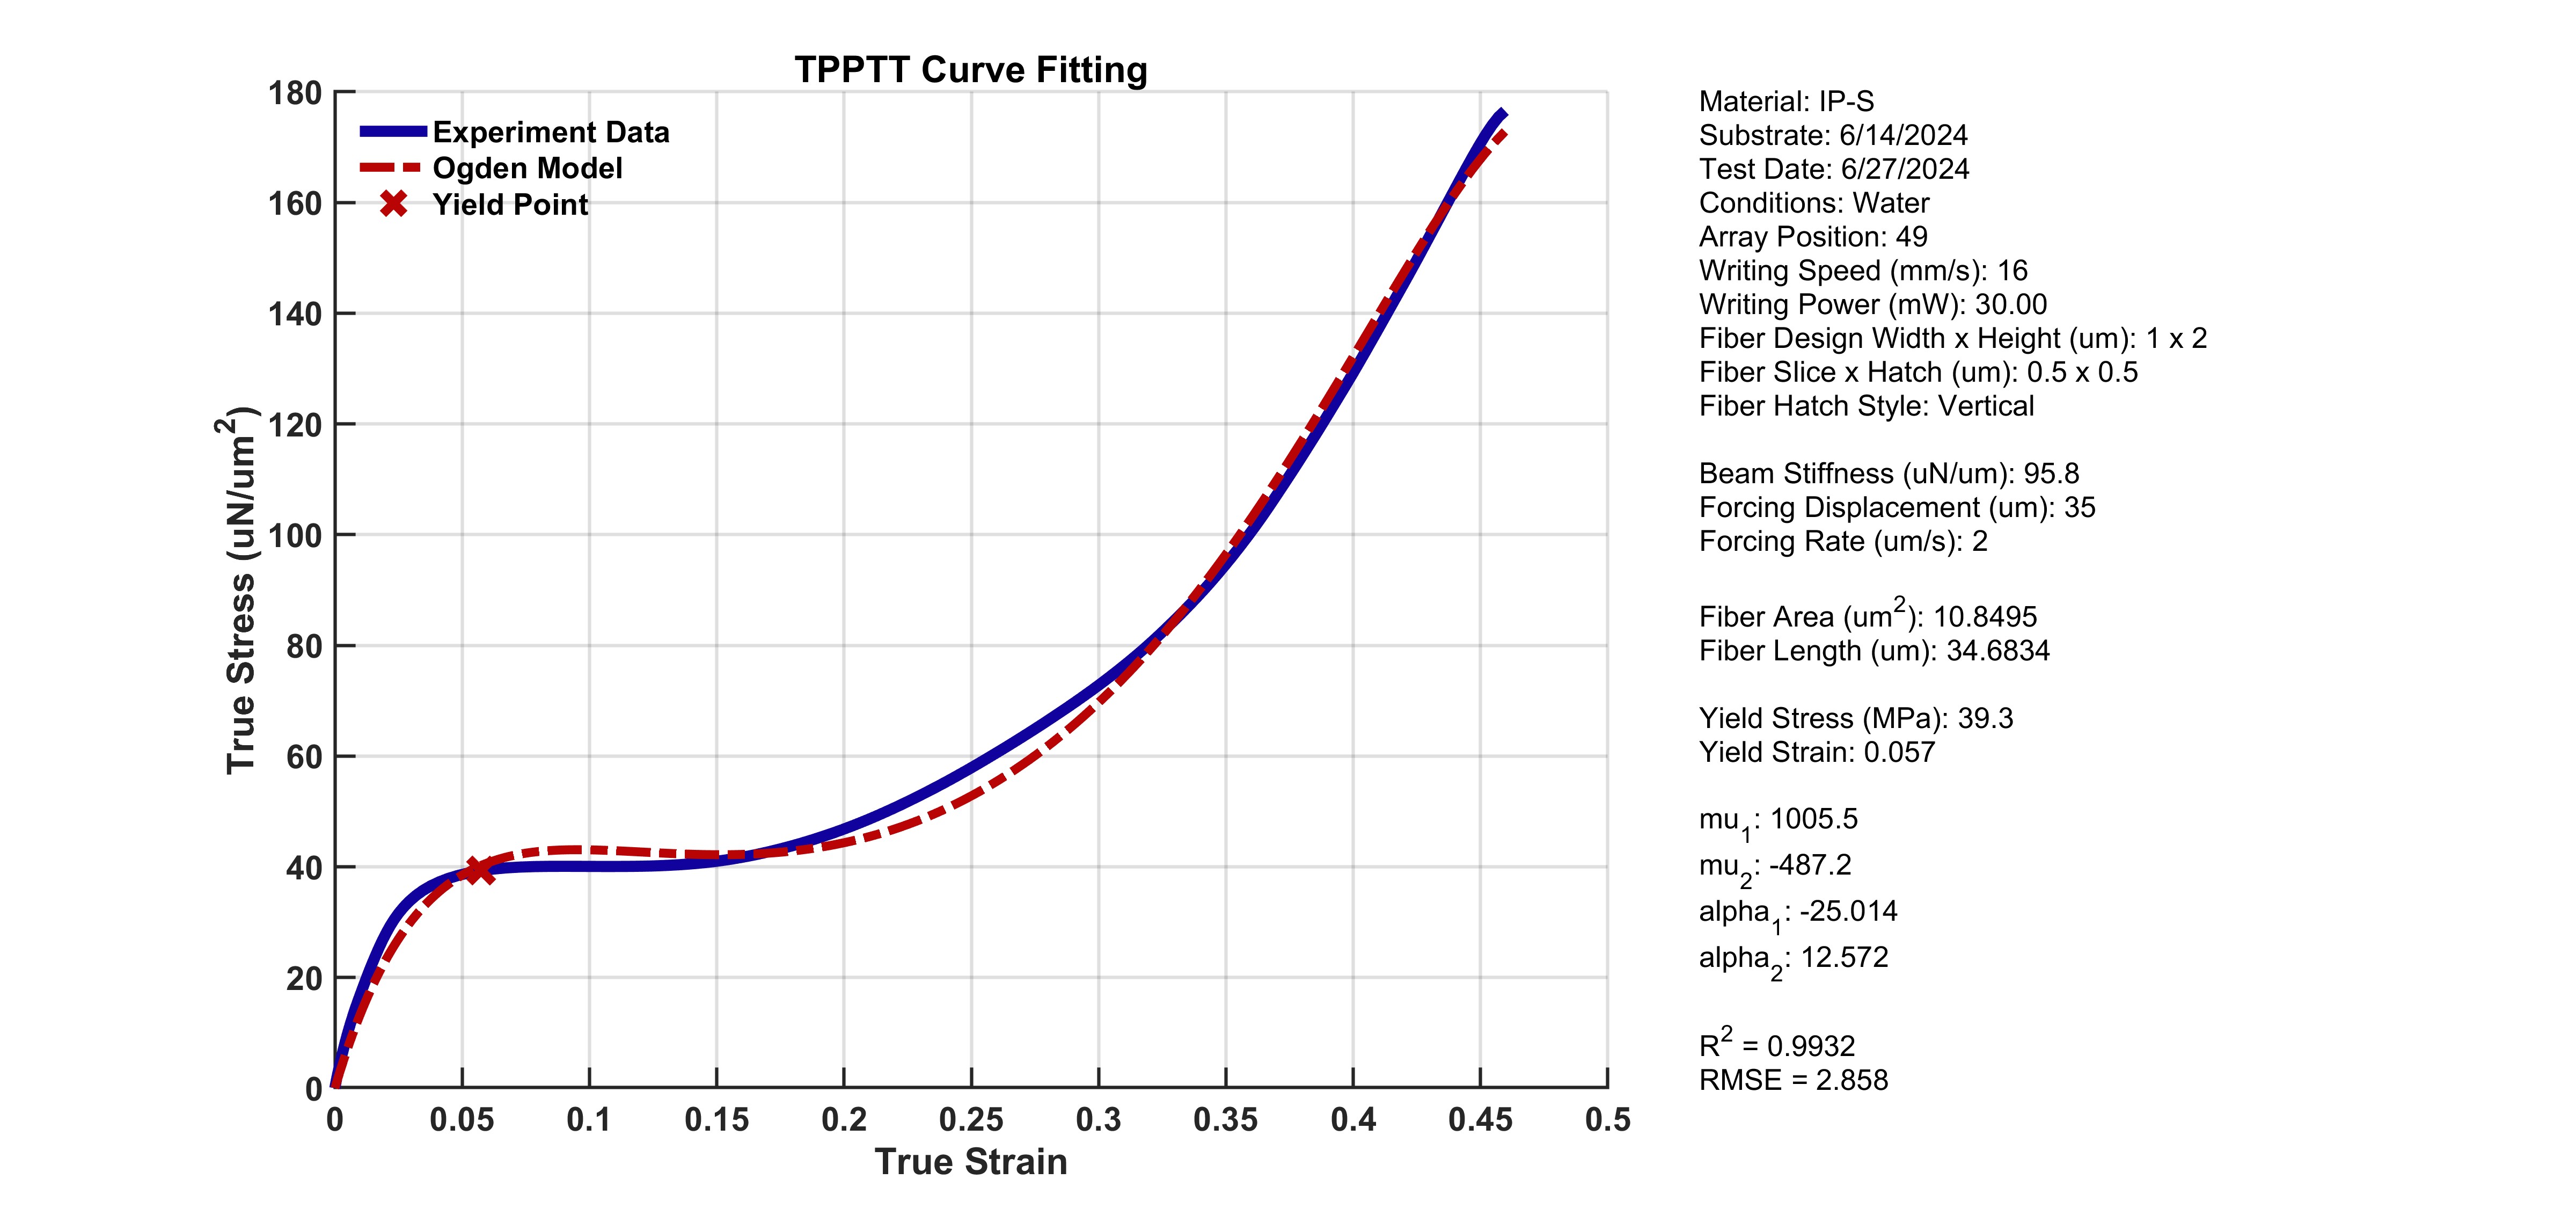 TPPTT Curve Fitting
180
160
140
120
100
80
60
40
20
0
True Stress (uN/um²)
Experiment Data
Ogden Model
Yield Point
0 0.05 0.1 0.15 0.2 0.25 0.3 0.35 0.4 0.45 0.5
True Strain
Material: IP-S
Substrate: 6/14/2024
Test Date: 6/27/2024
Conditions: Water
Array Position: 49
Writing Speed (mm/s): 16
Writing Power (mW): 30.00
Fiber Design Width x Height (um): 1 x 2
Fiber Slice x Hatch (um): 0.5 x 0.5
Fiber Hatch Style: Vertical
Beam Stiffness (uN/um): 95.8
Forcing Displacement (um): 35
Forcing Rate (um/s): 2
Fiber Area (um²): 10.8495
Fiber Length (um): 34.6834
Yield Stress (MPa): 39.3
Yield Strain: 0.057
mu₁: 1005.5
mu₂: -487.2
alpha₁: -25.014
alpha₂: 12.572
R² = 0.9932
RMSE = 2.858